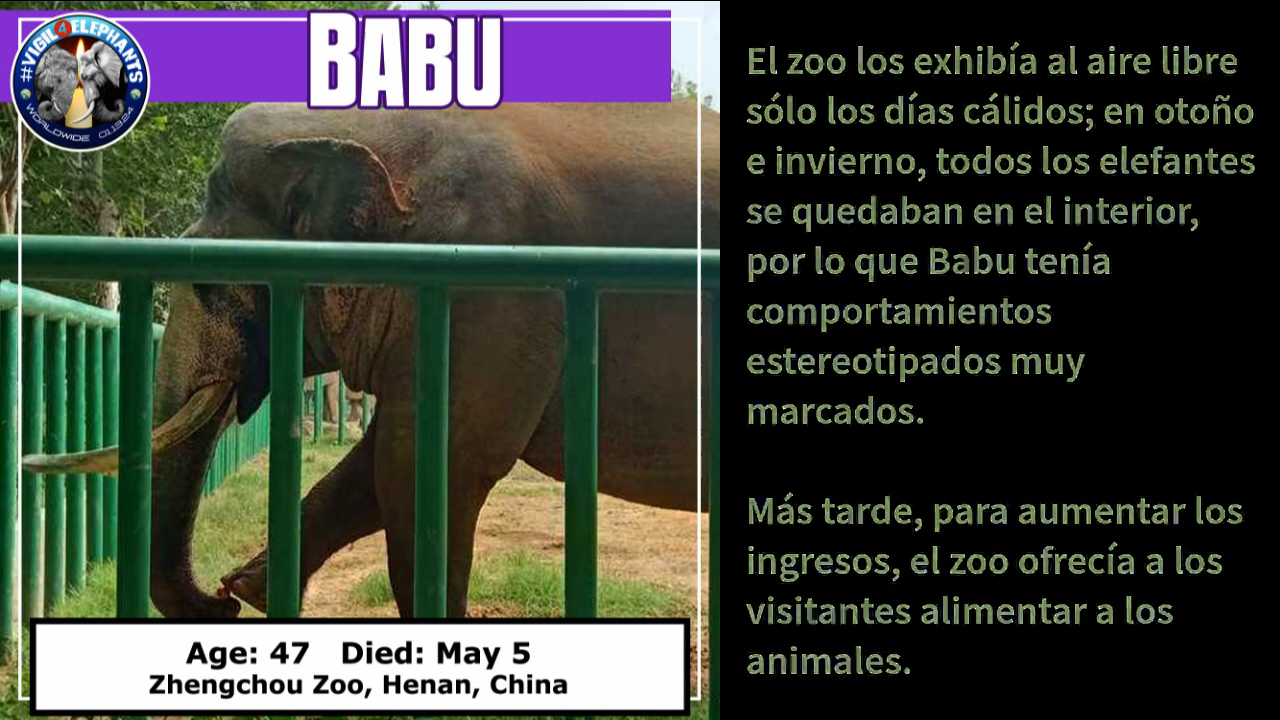 BABU
#VIGIL4ELEPHANTS
WORLDWIDE 011324
Age: 47 Died: May 5
Zhengchou Zoo, Henan, China
El zoo los exhibía al aire libre
sólo los días cálidos; en otoño
e invierno, todos los elefantes
se quedaban en el interior,
por lo que Babu tenía
comportamientos
estereotipados muy
marcados.
Más tarde, para aumentar los
ingresos, el zoo ofrecía a los
visitantes alimentar a los
animales.